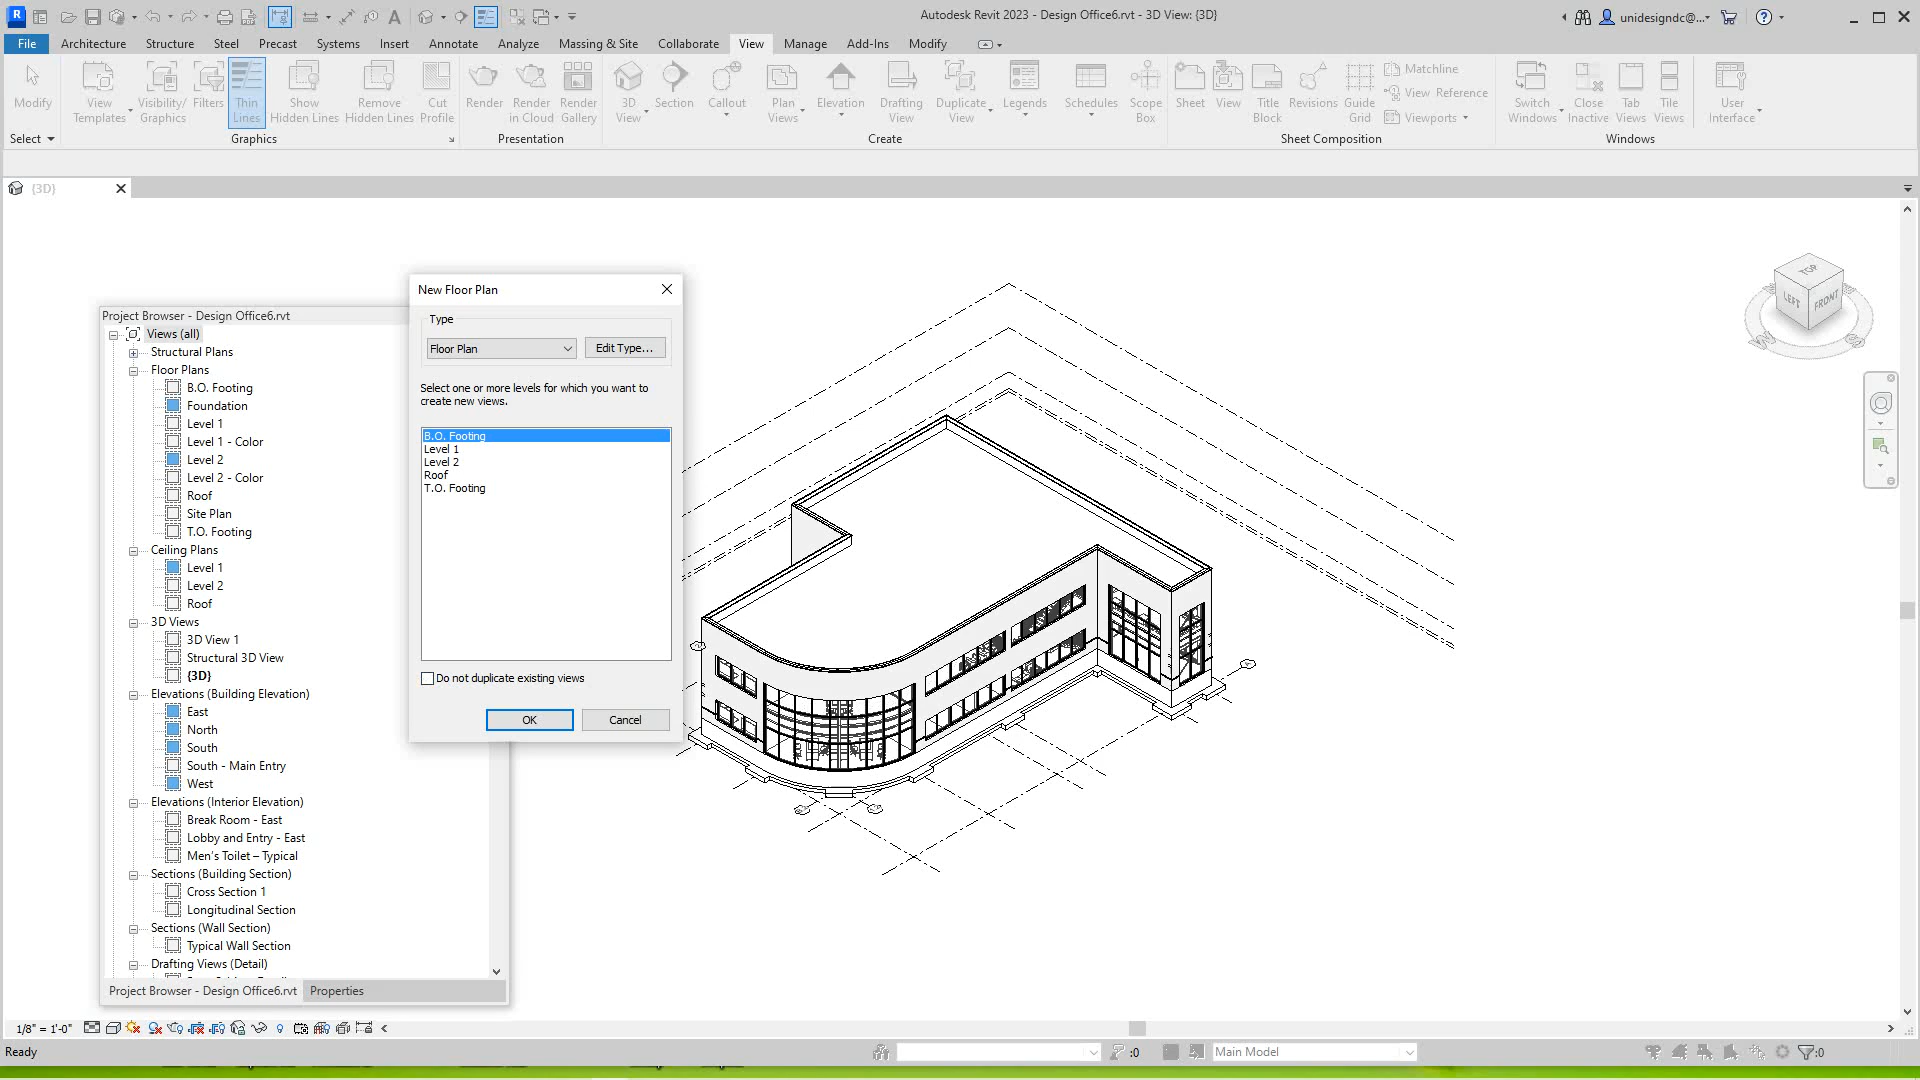 Autodesk Revit 2023 - Design Office6.rvt - 3D View: {3D}
unidesigndc@...
File Architecture Structure Steel Precast Systems Insert Annotate Analyze Massing & Site Collaborate View Manage Add-Ins Modify
Modify
View Templates
Visibility/ Graphics
Filters
Thin Lines
Show Hidden Lines
Remove Hidden Lines
Cut Profile
Render
Render in Cloud
Render Gallery
3D View
Section
Callout
Plan Views
Elevation
Drafting View
Duplicate View
Legends
Schedules
Scope Box
Sheet
View
Title Block
Revisions
Guide Grid
Matchline
View Reference
Viewports
Switch Windows
Close Inactive
Tab Views
Tile Views
User Interface
Select
Graphics
Presentation
Create
Sheet Composition
Windows
{3D}
TOP
LEFT
FRONT
W
S
New Floor Plan
Type
Floor Plan
Edit Type...
Select one or more levels for which you want to
create new views.
B.O. Footing
Level 1
Level 2
Roof
T.O. Footing
Do not duplicate existing views
OK
Cancel
Project Browser - Design Office6.rvt
Views (all)
Structural Plans
Floor Plans
B.O. Footing
Foundation
Level 1
Level 1 - Color
Level 2
Level 2 - Color
Roof
Site Plan
T.O. Footing
Ceiling Plans
Level 1
Level 2
Roof
3D Views
3D View 1
Structural 3D View
{3D}
Elevations (Building Elevation)
East
North
South
South - Main Entry
West
Elevations (Interior Elevation)
Break Room - East
Lobby and Entry - East
Men's Toilet – Typical
Sections (Building Section)
Cross Section 1
Longitudinal Section
Sections (Wall Section)
Typical Wall Section
Drafting Views (Detail)
Project Browser - Design Office6.rvt
Properties
1/8" = 1'-0"
Ready
:0
Main Model
:0